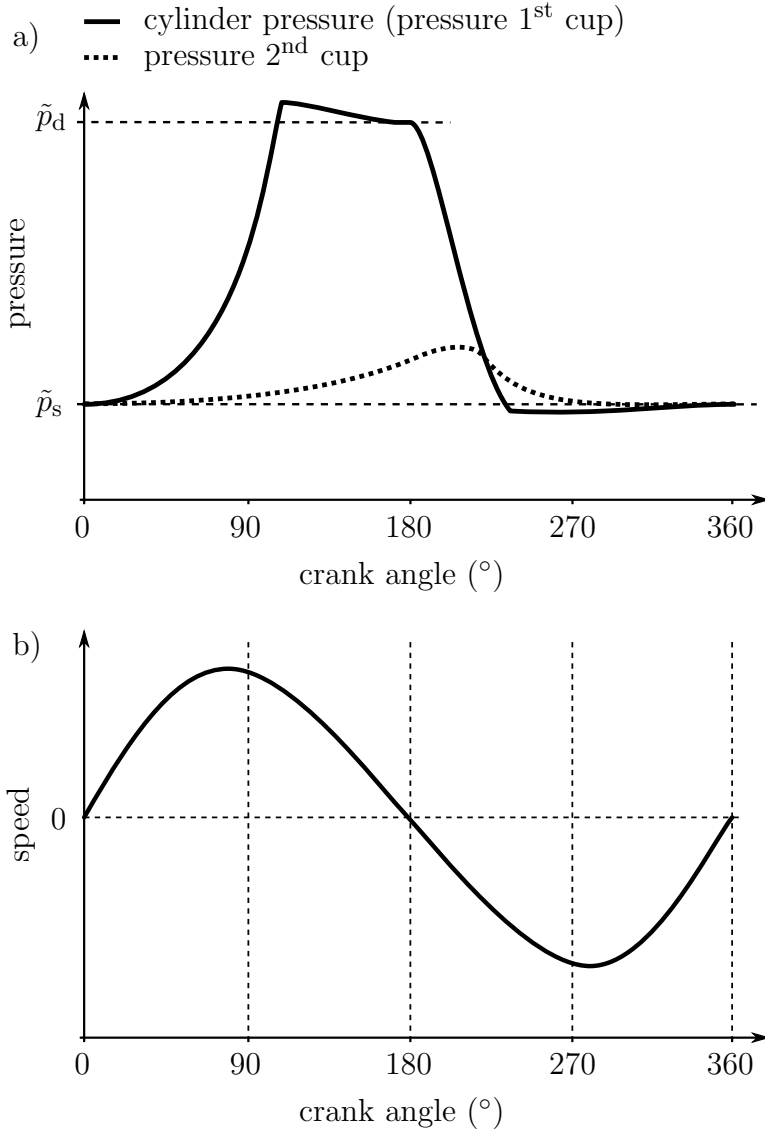 a)
cylinder pressure (pressure 1st cup)
pressure 2nd cup
p̃d
pressure
p̃s
0 90 180 270 360
crank angle (°)
b)
speed
0
0 90 180 270 360
crank angle (°)